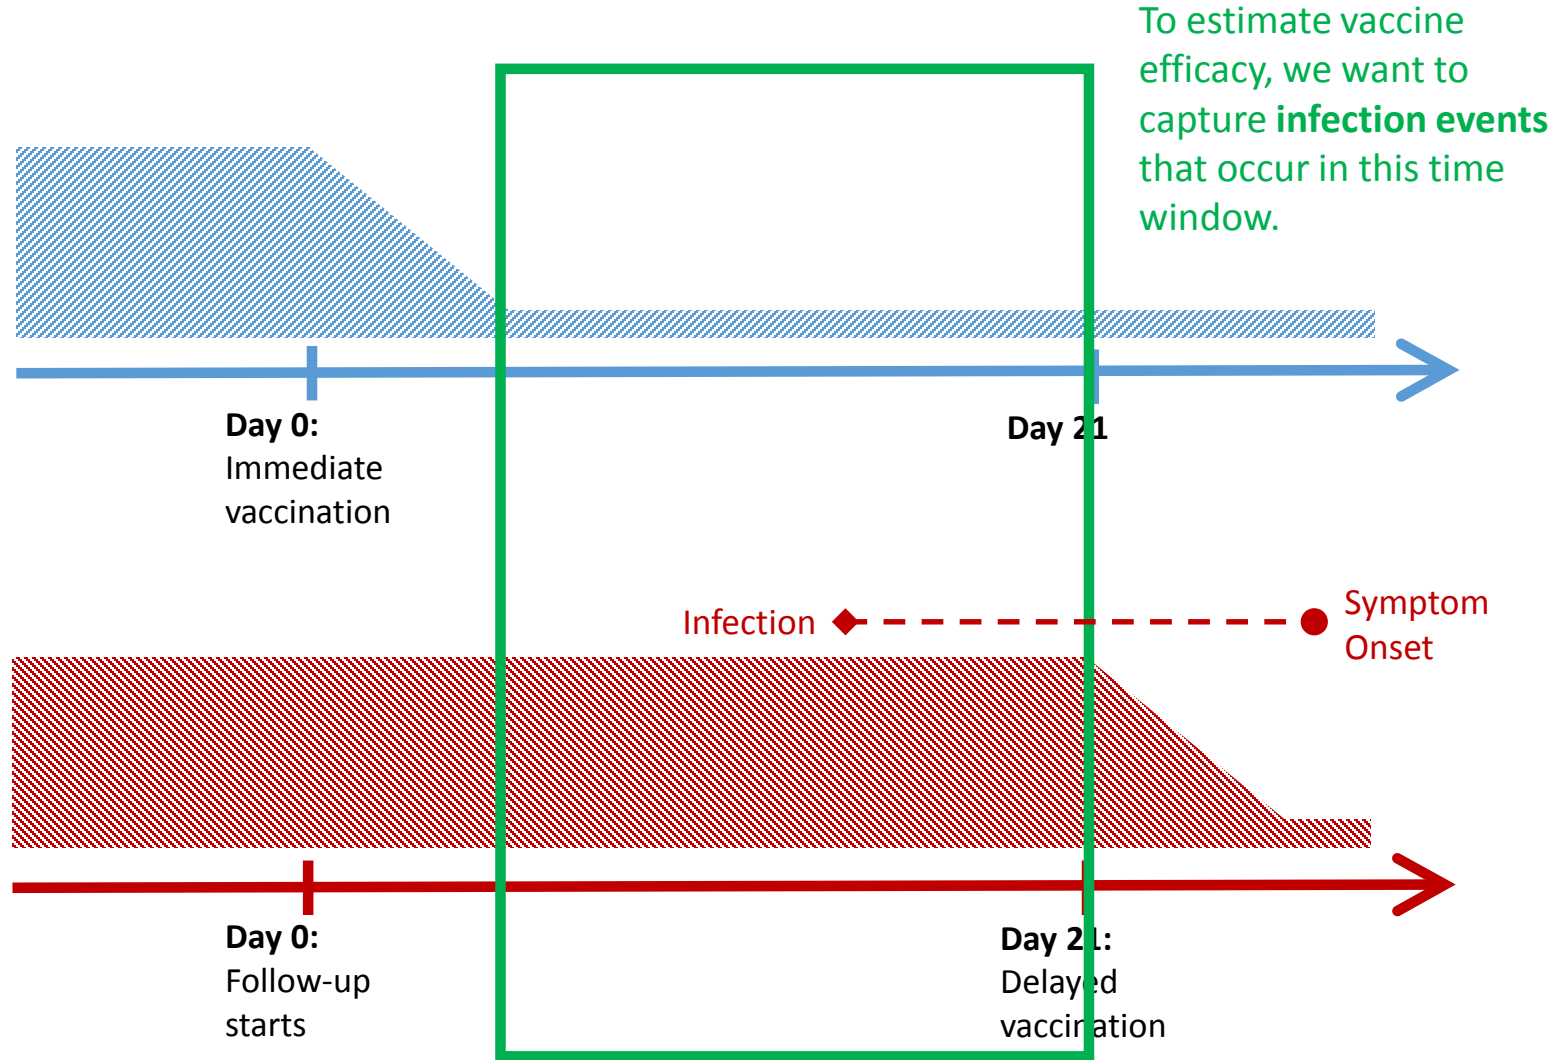 To estimate vaccine
efficacy, we want to
capture infection events
that occur in this time
window.
Day 0:
Immediate
vaccination
Day 21
Infection
Symptom
Onset
Day 0:
Follow-up
starts
Day 21:
Delayed
vaccination